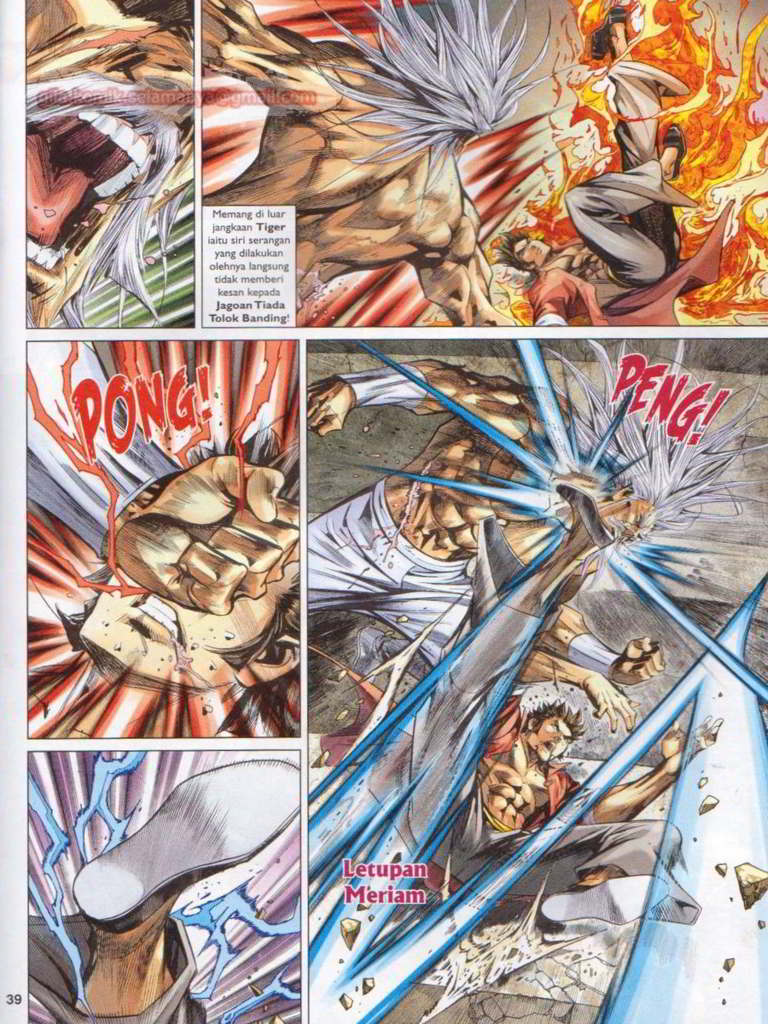 Memang di luar
jangkaan Tiger
iaitu siri serangan
yang dilakukan
olehnya langsung
tidak memberi
kesan kepada
Jagoan Tiada
Tolok Banding!
PONG!
PENG!
Letupan
Meriam
39